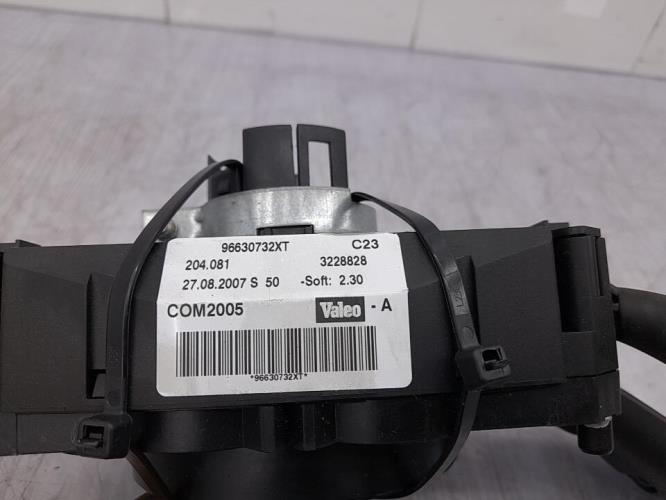 96630732XT C23
204.081 3228828
27.08.2007 S 50 -Soft: 2.30
COM2005 Valeo - A
*96630732XT*